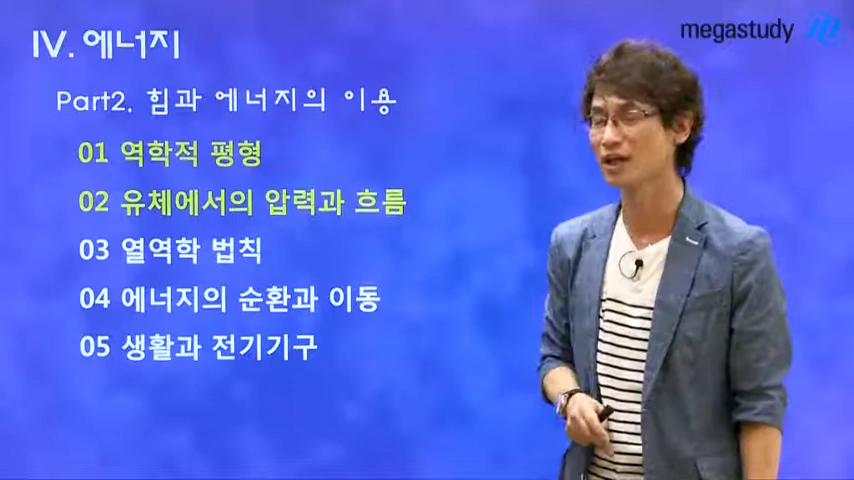 megastudy
Ⅳ. 에너지
Part2. 힘과 에너지의 이용
01 역학적 평형
02 유체에서의 압력과 흐름
03 열역학 법칙
04 에너지의 순환과 이동
05 생활과 전기기구